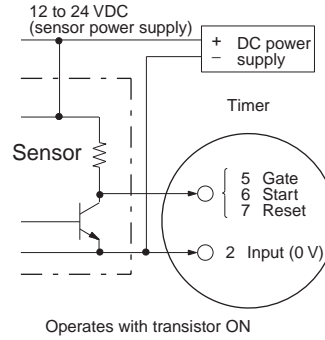 12 to 24 VDC
(sensor power supply)
+ DC power
− supply
Timer
Sensor
5 Gate
6 Start
7 Reset
2 Input (0 V)
Operates with transistor ON